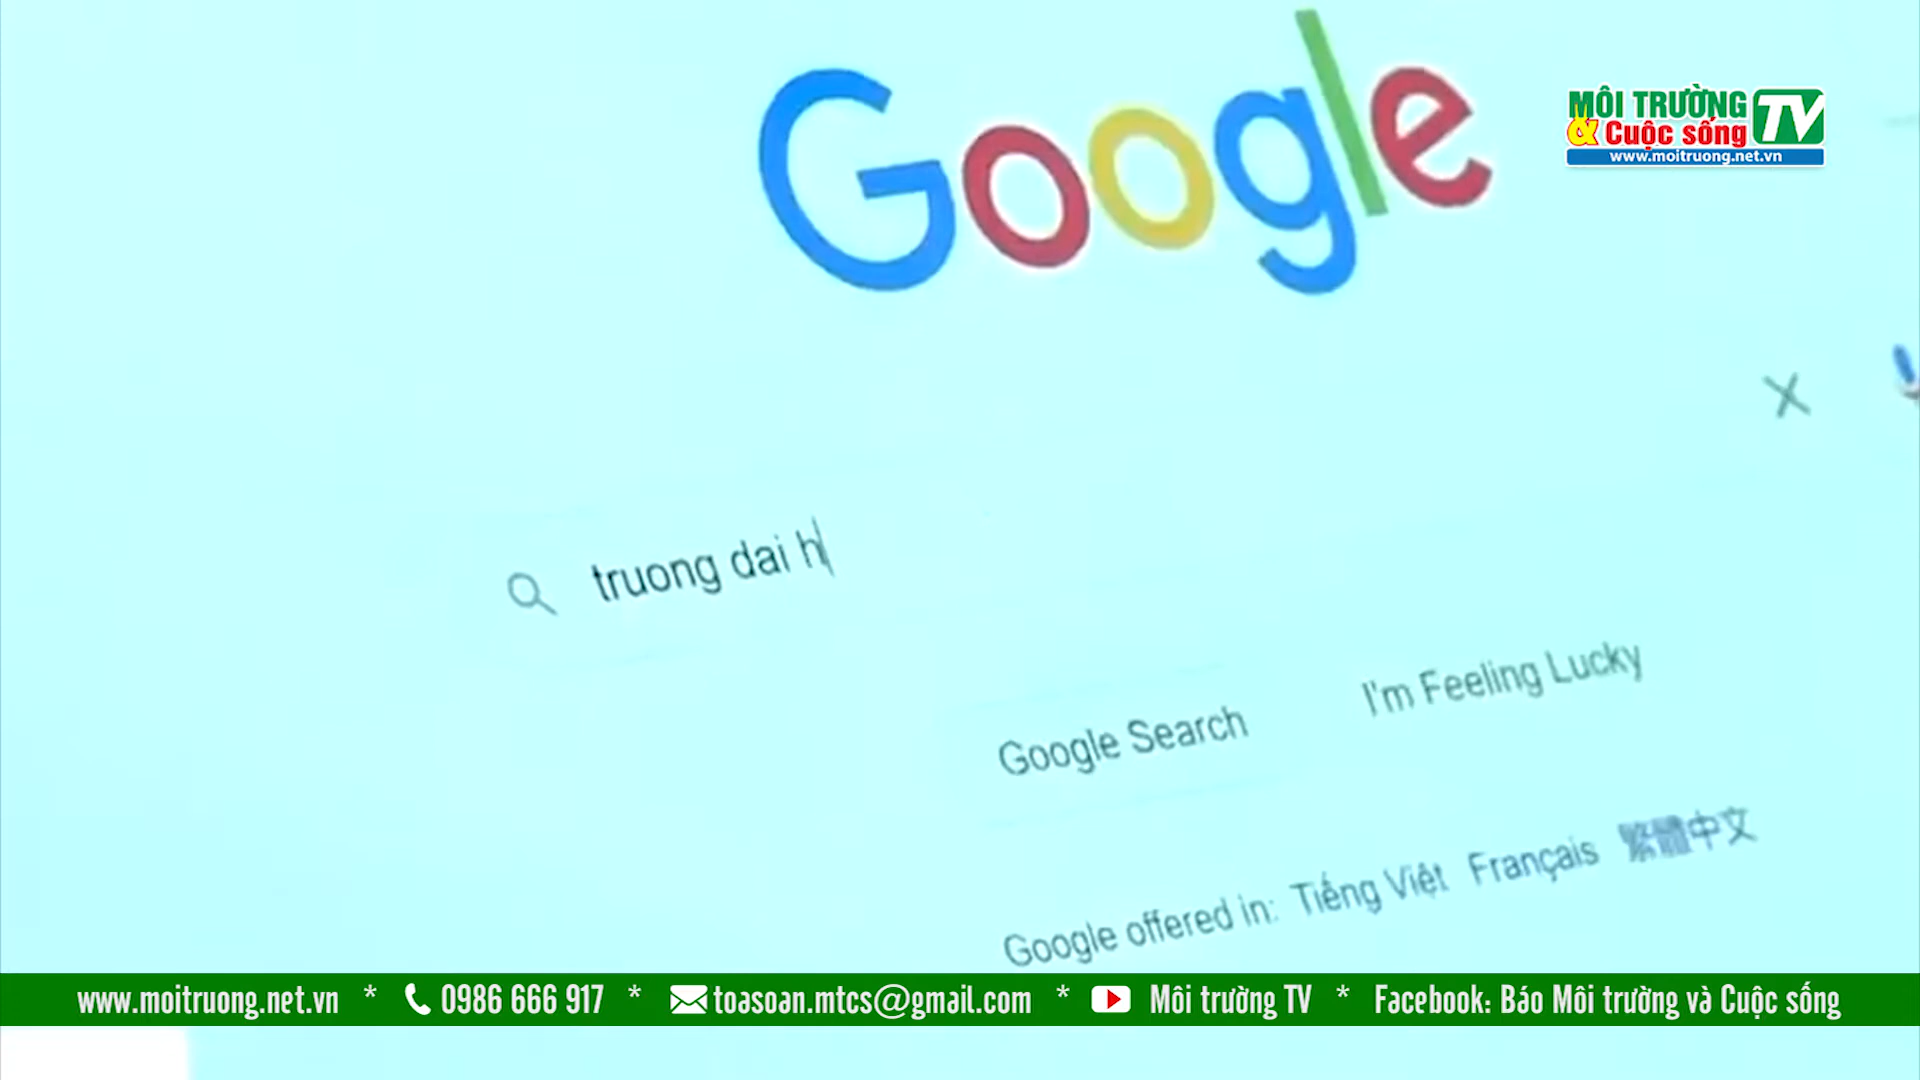 Google
MÔI TRƯỜNG
& Cuộc sống TV
www.moitruong.net.vn
truong dai h
Google Search I'm Feeling Lucky
Google offered in: Tiếng Việt Français 繁體中文
www.moitruong.net.vn * 0986 666 917 * toasoan.mtcs@gmail.com * Môi trường TV * Facebook: Báo Môi trường và Cuộc sống